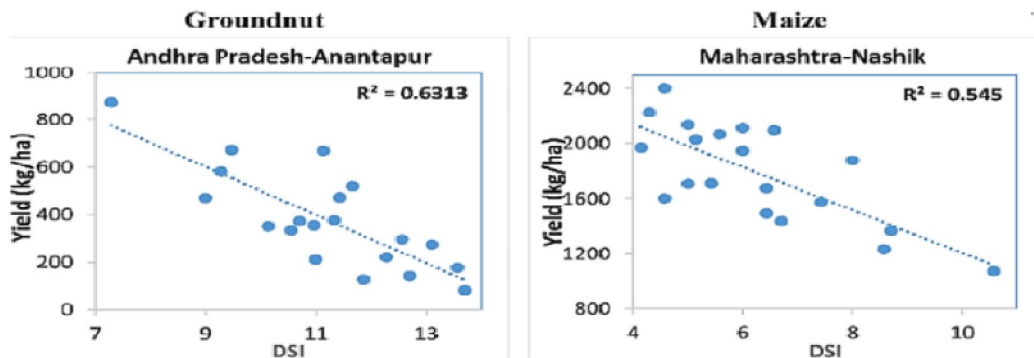 Groundnut
Andhra Pradesh-Anantapur
R² = 0.6313
Yield (kg/ha)
1000
800
600
400
200
0
7 9 11 13
DSI
Maize
Maharashtra-Nashik
R² = 0.545
Yield (kg/ha)
2400
2000
1600
1200
800
4 6 8 10
DSI